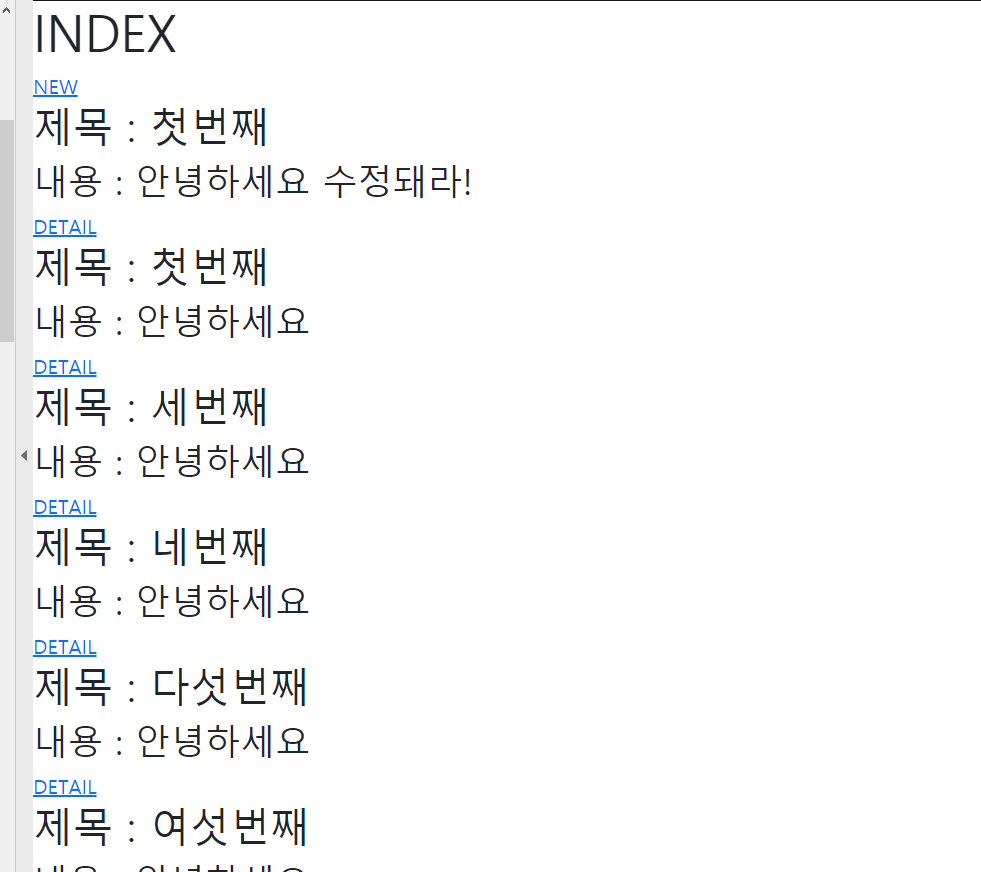 INDEX
NEW
제목 : 첫번째
내용 : 안녕하세요 수정돼라!
DETAIL
제목 : 첫번째
내용 : 안녕하세요
DETAIL
제목 : 세번째
내용 : 안녕하세요
DETAIL
제목 : 네번째
내용 : 안녕하세요
DETAIL
제목 : 다섯번째
내용 : 안녕하세요
DETAIL
제목 : 여섯번째